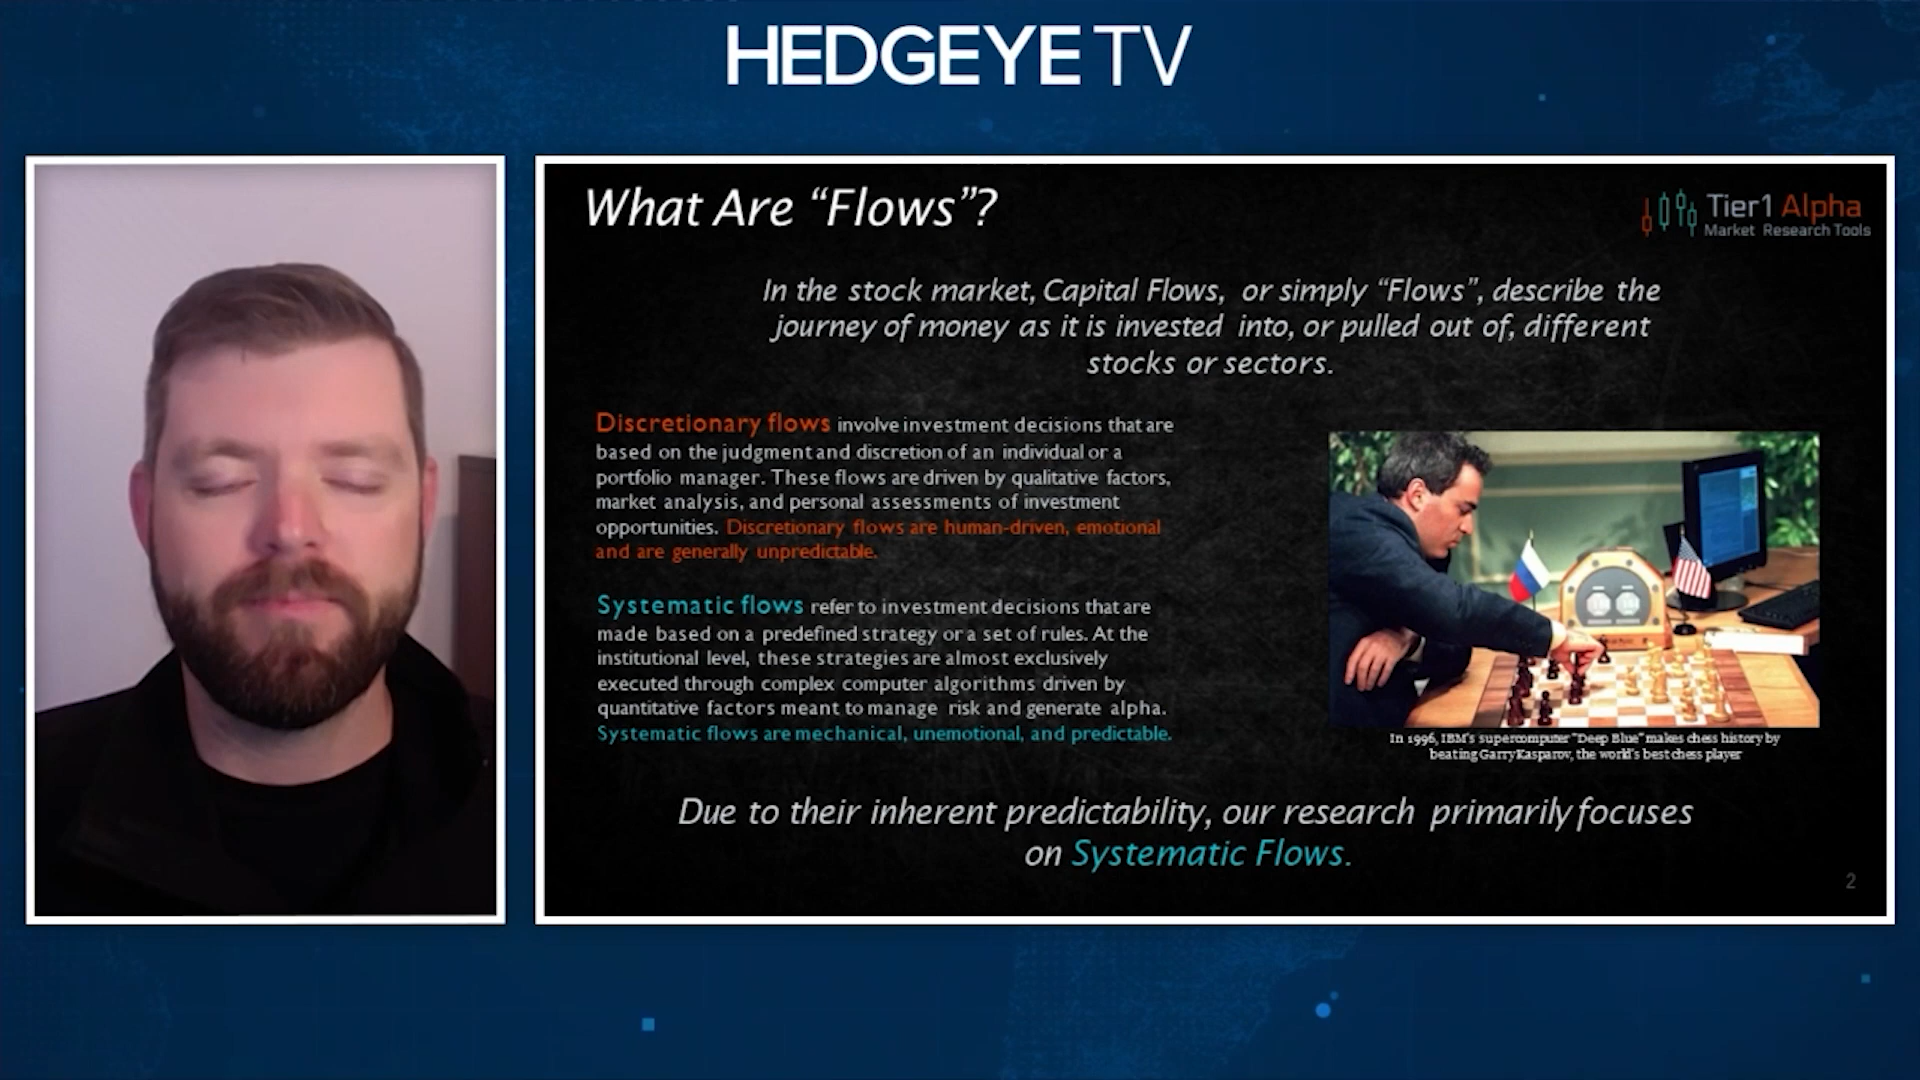 HEDGEYE TV
What Are “Flows”?
Tier1 Alpha
Market Research Tools
In the stock market, Capital Flows, or simply “Flows”, describe the
journey of money as it is invested into, or pulled out of, different
stocks or sectors.
Discretionary flows involve investment decisions that are
based on the judgment and discretion of an individual or a
portfolio manager. These flows are driven by qualitative factors,
market analysis, and personal assessments of investment
opportunities. Discretionary flows are human-driven, emotional
and are generally unpredictable.
Systematic flows refer to investment decisions that are
made based on a predefined strategy or a set of rules. At the
institutional level, these strategies are almost exclusively
executed through complex computer algorithms driven by
quantitative factors meant to manage risk and generate alpha.
Systematic flows are mechanical, unemotional, and predictable.
In 1996, IBM's supercomputer "Deep Blue" makes chess history by
beating Garry Kasparov, the world's best chess player
Due to their inherent predictability, our research primarily focuses
on Systematic Flows.
2